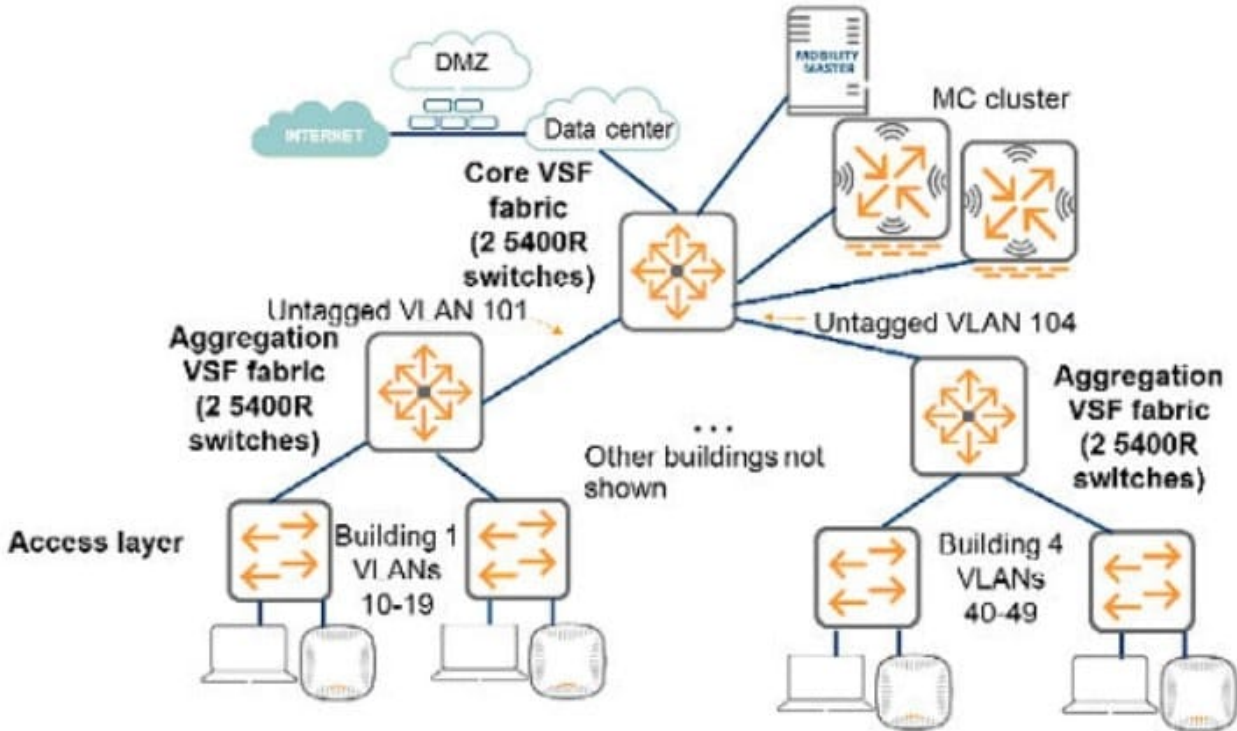 DMZ
INTERNET
Data center
MOBILITY
MASTER
MC cluster
Core VSF
fabric
(2 5400R
switches)
Untagged VLAN 101
Untagged VLAN 104
Aggregation
VSF fabric
(2 5400R
switches)
Aggregation
VSF fabric
(2 5400R
switches)
...
Other buildings not
shown
Access layer
Building 1
VLANs
10-19
Building 4
VLANs
40-49